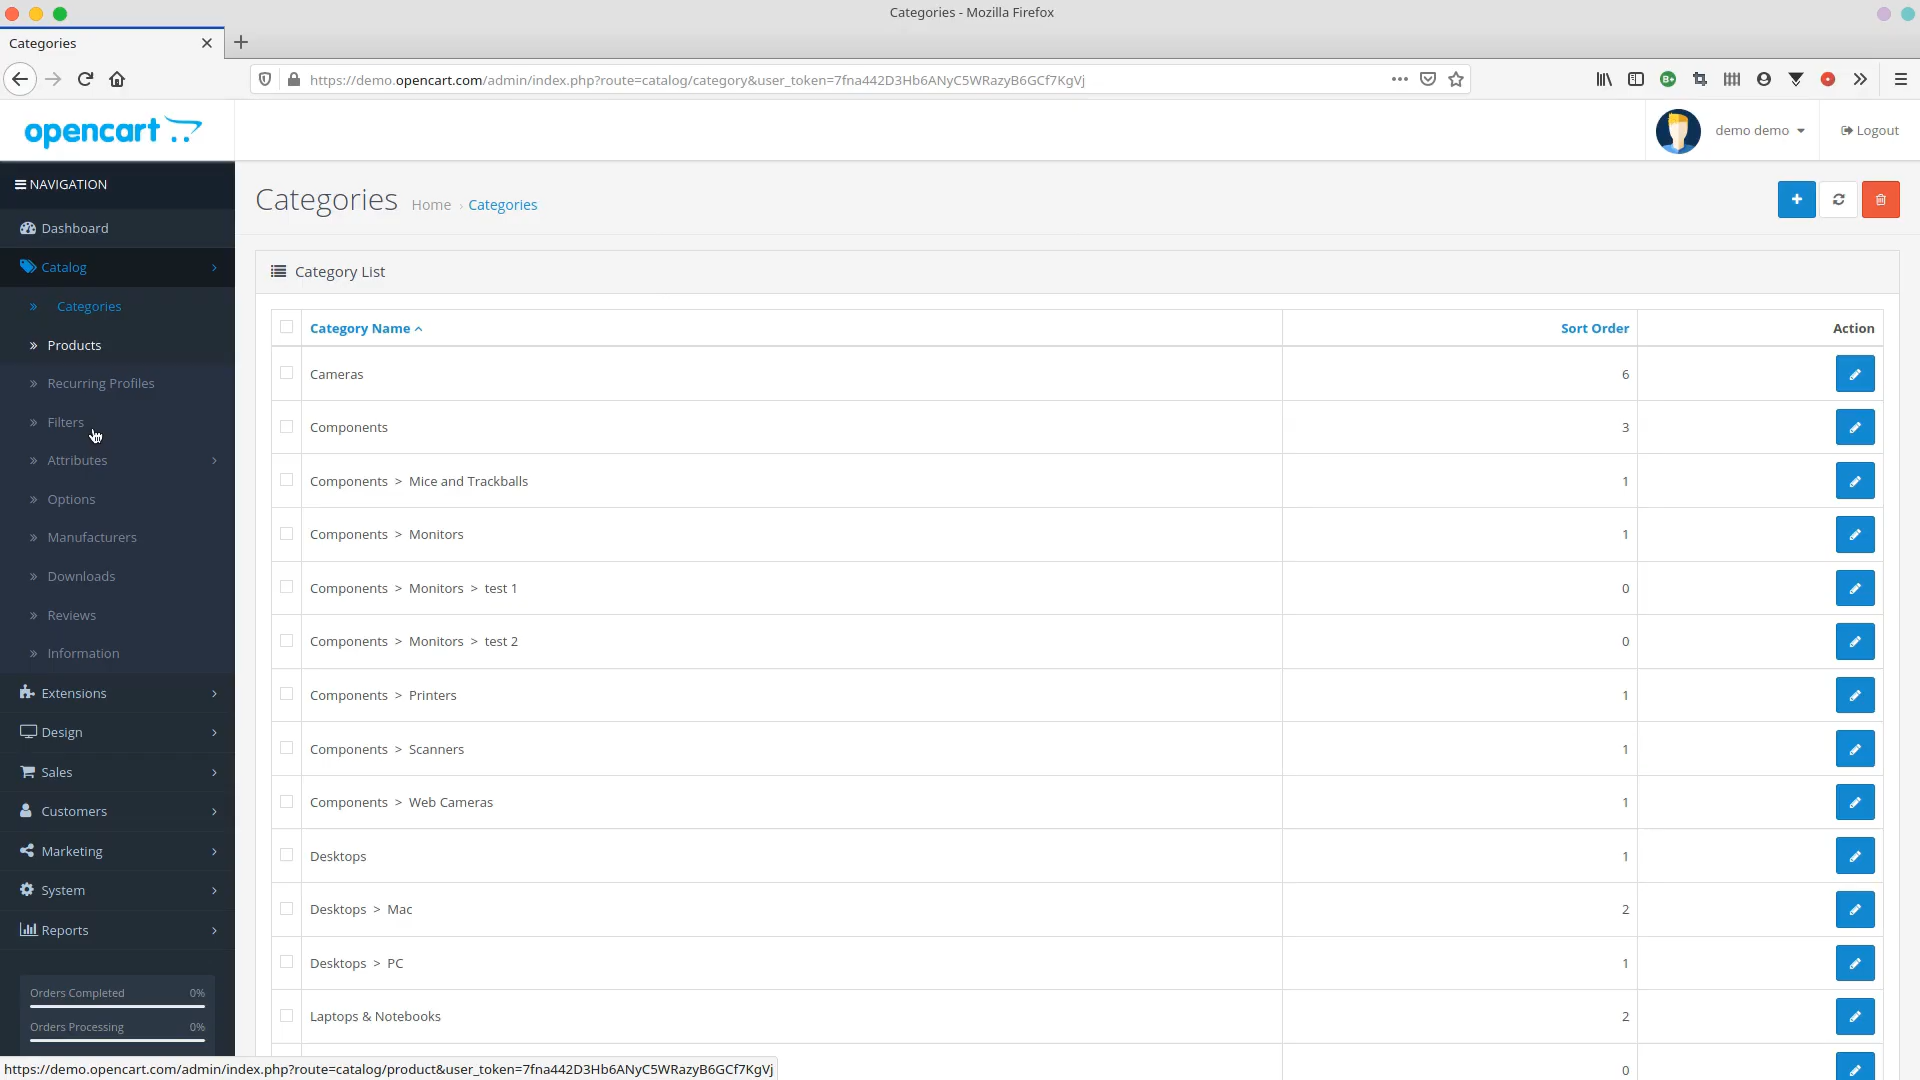 Categories - Mozilla Firefox
Categories
https://demo.opencart.com/admin/index.php?route=catalog/category&user_token=7fna442D3Hb6ANyC5WRazyB6GCf7KgVj
opencart
demo demo
Logout
NAVIGATION
Dashboard
Catalog
Categories
Products
Recurring Profiles
Filters
Attributes
Options
Manufacturers
Downloads
Reviews
Information
Extensions
Design
Sales
Customers
Marketing
System
Reports
Orders Completed 0%
Orders Processing 0%
Categories Home › Categories
Category List
Category Name Sort Order Action
Cameras 6
Components 3
Components > Mice and Trackballs 1
Components > Monitors 1
Components > Monitors > test 1 0
Components > Monitors > test 2 0
Components > Printers 1
Components > Scanners 1
Components > Web Cameras 1
Desktops 1
Desktops > Mac 2
Desktops > PC 1
Laptops & Notebooks 2
0
https://demo.opencart.com/admin/index.php?route=catalog/product&user_token=7fna442D3Hb6ANyC5WRazyB6GCf7KgVj